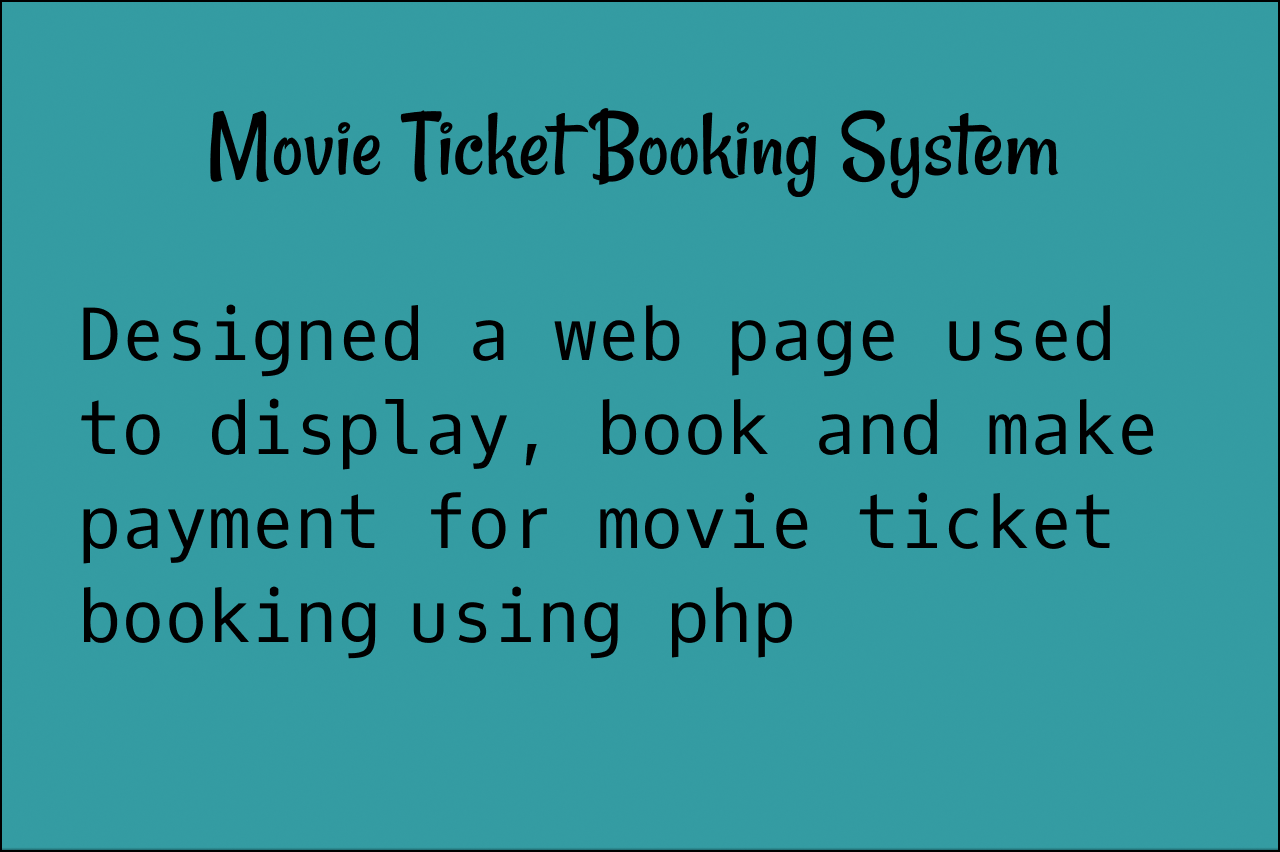 Movie Ticket Booking System
Designed a web page used
to display, book and make
payment for movie ticket
booking using php